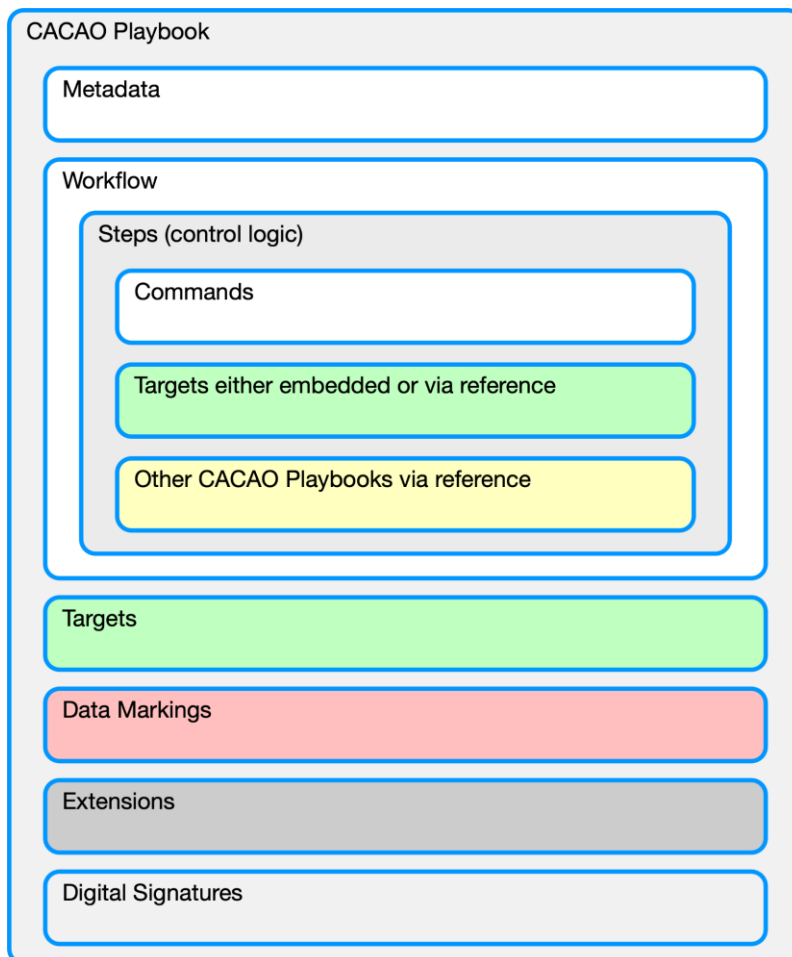 CACAO Playbook
Metadata
Workflow
Steps (control logic)
Commands
Targets either embedded or via reference
Other CACAO Playbooks via reference
Targets
Data Markings
Extensions
Digital Signatures